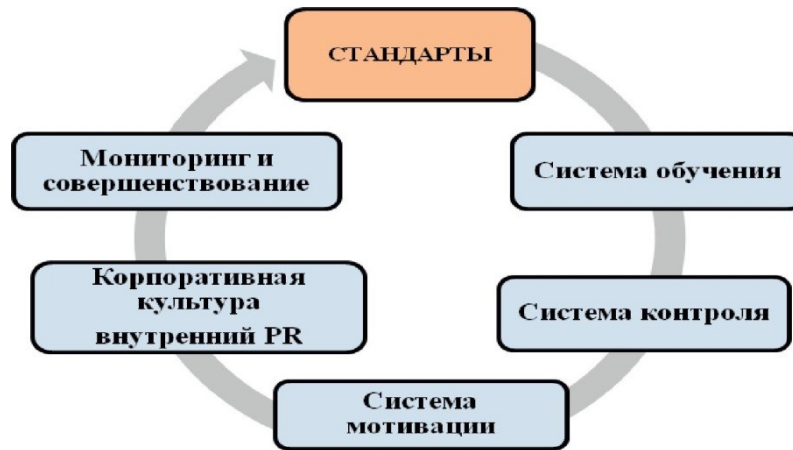 СТАНДАРТЫ
Система обучения
Система контроля
Система
мотивации
Корпоративная
культура
внутренний PR
Мониторинг и
совершенствование